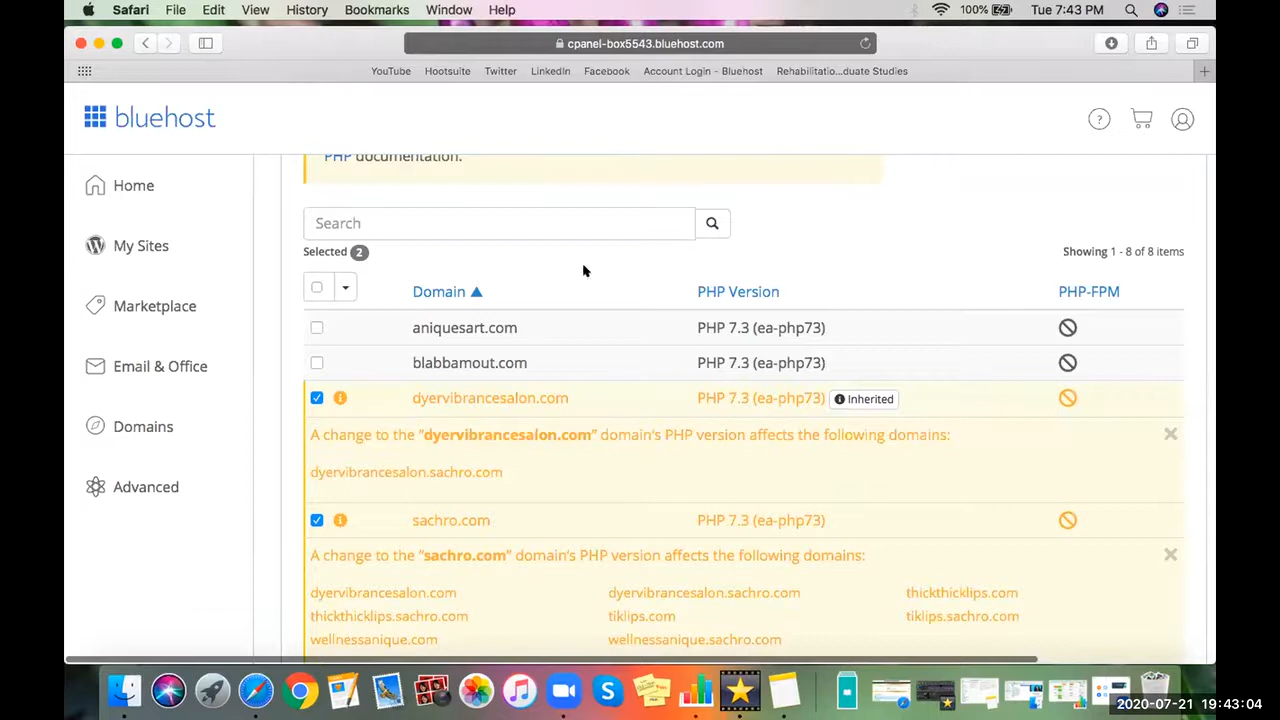 Safari File Edit View History Bookmarks Window Help 100% Tue 7:43 PM
cpanel-box5543.bluehost.com
YouTube Hootsuite Twitter LinkedIn Facebook Account Login - Bluehost Rehabilitatio...duate Studies
bluehost
PHP documentation.
Home
Search
My Sites
Selected 2 Showing 1 - 8 of 8 items
Domain ▲ PHP Version PHP-FPM
Marketplace
aniquesart.com PHP 7.3 (ea-php73)
blabbamout.com PHP 7.3 (ea-php73)
Email & Office
dyervibrancesalon.com PHP 7.3 (ea-php73) Inherited
Domains
A change to the "dyervibrancesalon.com" domain's PHP version affects the following domains:
dyervibrancesalon.sachro.com
Advanced
sachro.com PHP 7.3 (ea-php73)
A change to the "sachro.com" domain's PHP version affects the following domains:
dyervibrancesalon.com dyervibrancesalon.sachro.com thickthicklips.com
thickthicklips.sachro.com tiklips.com tiklips.sachro.com
wellnessanique.com wellnessanique.sachro.com
2020-07-21 19:43:04